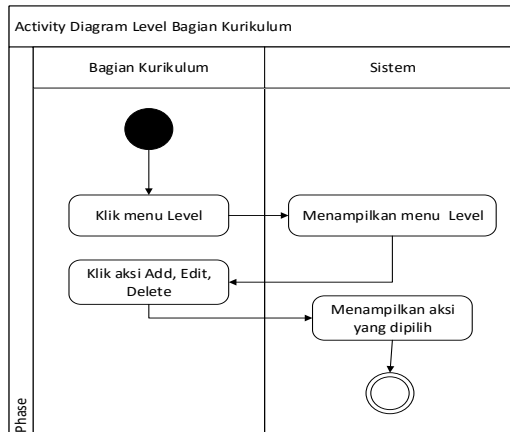 Activity Diagram Level Bagian Kurikulum
Bagian Kurikulum
Sistem
Klik menu Level
Menampilkan menu Level
Klik aksi Add, Edit,
Delete
Menampilkan aksi
yang dipilih
Phase